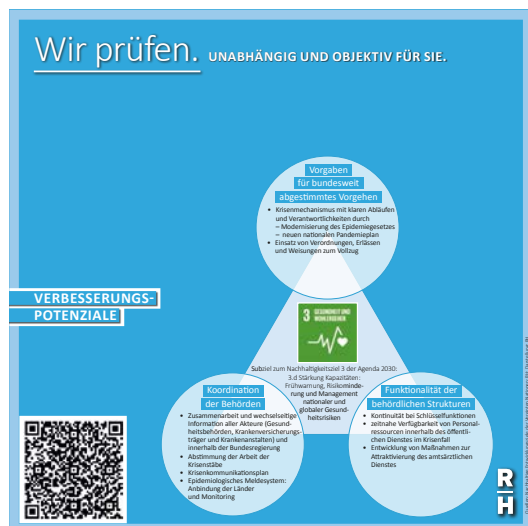 Wir prüfen. UNABHÄNGIG UND OBJEKTIV FÜR SIE.
Vorgaben
für bundesweit
abgestimmtes Vorgehen
• Krisenmechanismus mit klaren Abläufen
und Verantwortlichkeiten durch
– Modernisierung des Epidemiegesetzes
– neuen nationalen Pandemieplan
• Einsatz von Verordnungen, Erlässen
und Weisungen zum Vollzug
VERBESSERUNGS-
POTENZIALE
3 GESUNDHEIT UND
WOHLERGEHEN
Subziel zum Nachhaltigkeitsziel 3 der Agenda 2030:
3.d Stärkung Kapazitäten:
Frühwarnung, Risikominde-
rung und Management
nationaler und
globaler Gesund-
heitsrisiken
Koordination
der Behörden
• Zusammenarbeit und wechselseitige
Information aller Akteure (Gesund-
heitsbehörden, Krankenversicherungs-
träger und Krankenanstalten) und
innerhalb der Bundesregierung
• Abstimmung der Arbeit der
Krisenstäbe
• Krisenkommunikationsplan
• Epidemiologisches Meldesystem:
Anbindung der Länder
und Monitoring
Funktionalität der
behördlichen Strukturen
• Kontinuität bei Schlüsselfunktionen
• zeitnahe Verfügbarkeit von Personal-
ressourcen innerhalb des öffentli-
chen Dienstes im Krisenfall
• Entwicklung von Maßnahmen zur
Attraktivierung des amtsärztlichen
Dienstes
R
H